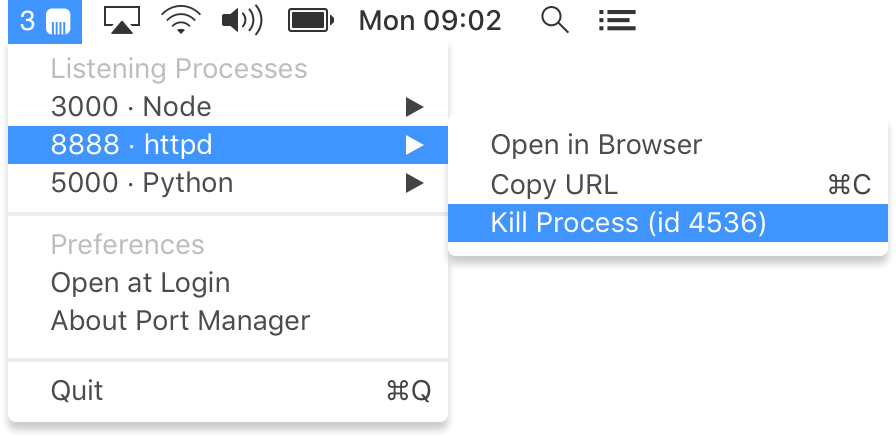 3 Mon 09:02
Listening Processes
3000 · Node
8888 · httpd
5000 · Python
Open in Browser
Copy URL ⌘C
Kill Process (id 4536)
Preferences
Open at Login
About Port Manager
Quit ⌘Q